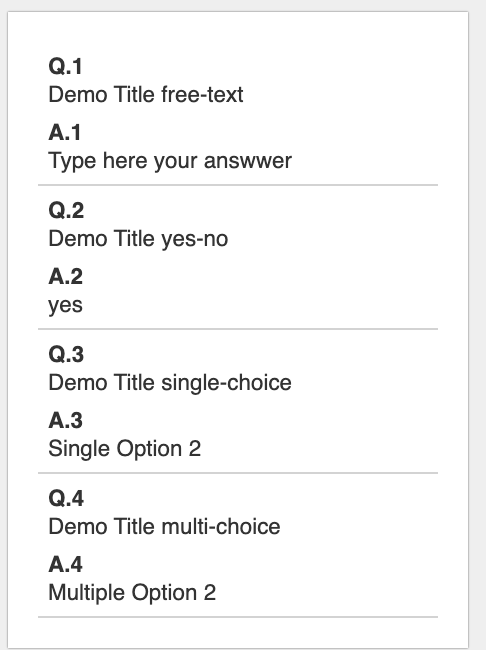 Q.1
Demo Title free-text
A.1
Type here your answwer
Q.2
Demo Title yes-no
A.2
yes
Q.3
Demo Title single-choice
A.3
Single Option 2
Q.4
Demo Title multi-choice
A.4
Multiple Option 2